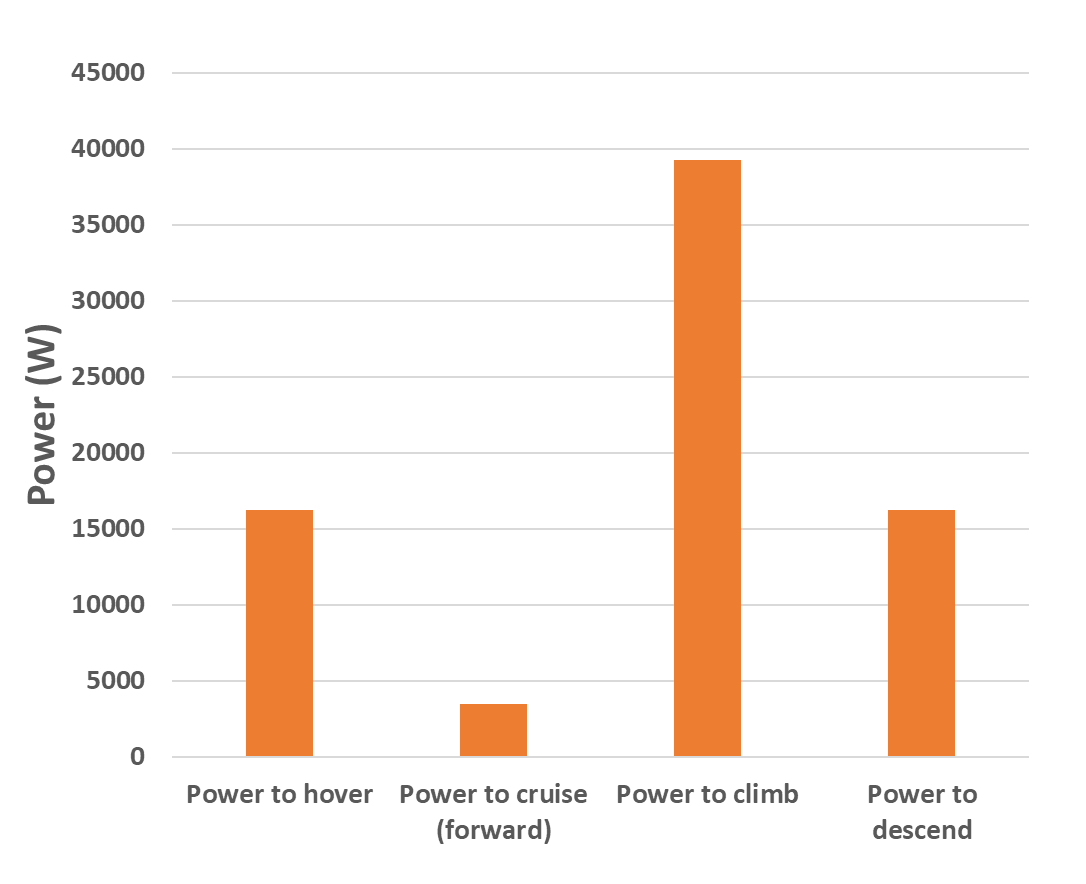 45000
40000
35000
30000
25000
20000
15000
10000
5000
0
Power (W)
Power to hover
Power to cruise
(forward)
Power to climb
Power to
descend